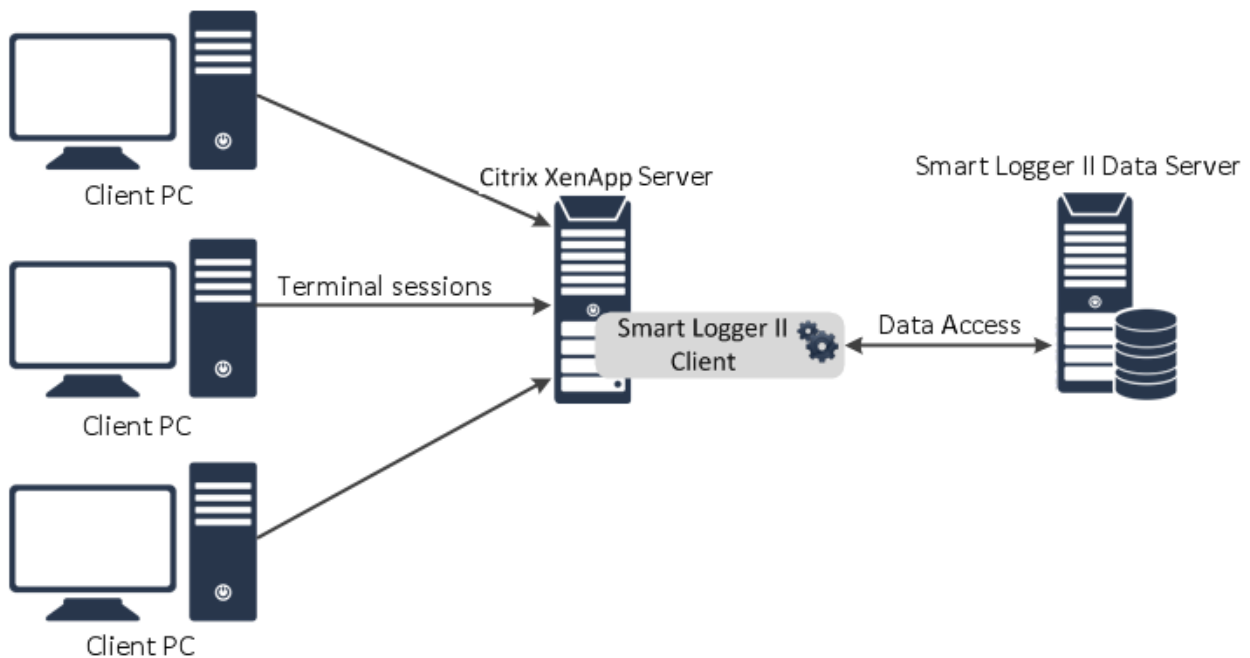 Client PC
Citrix XenApp Server
Smart Logger II Data Server
Terminal sessions
Smart Logger II
Client
Data Access
Client PC
Client PC